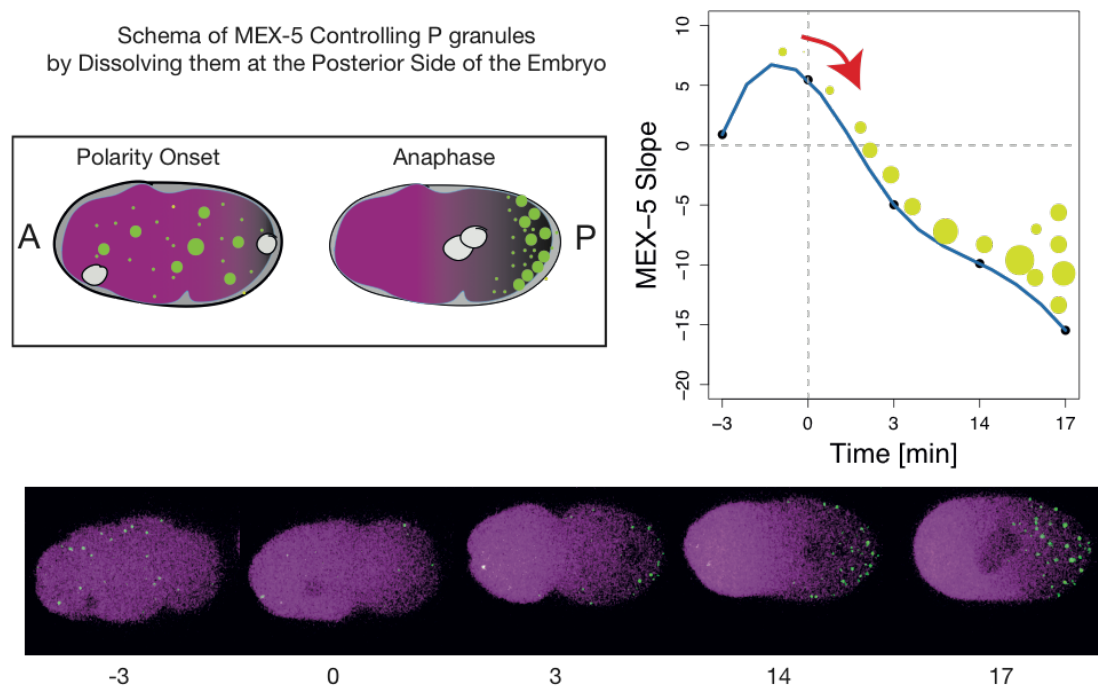 Schema of MEX-5 Controlling P granules
by Dissolving them at the Posterior Side of the Embryo
Polarity Onset
Anaphase
A
P
MEX-5 Slope
10
5
0
-5
-10
-15
-20
-3
0
3
14
17
Time [min]
-3
0
3
14
17